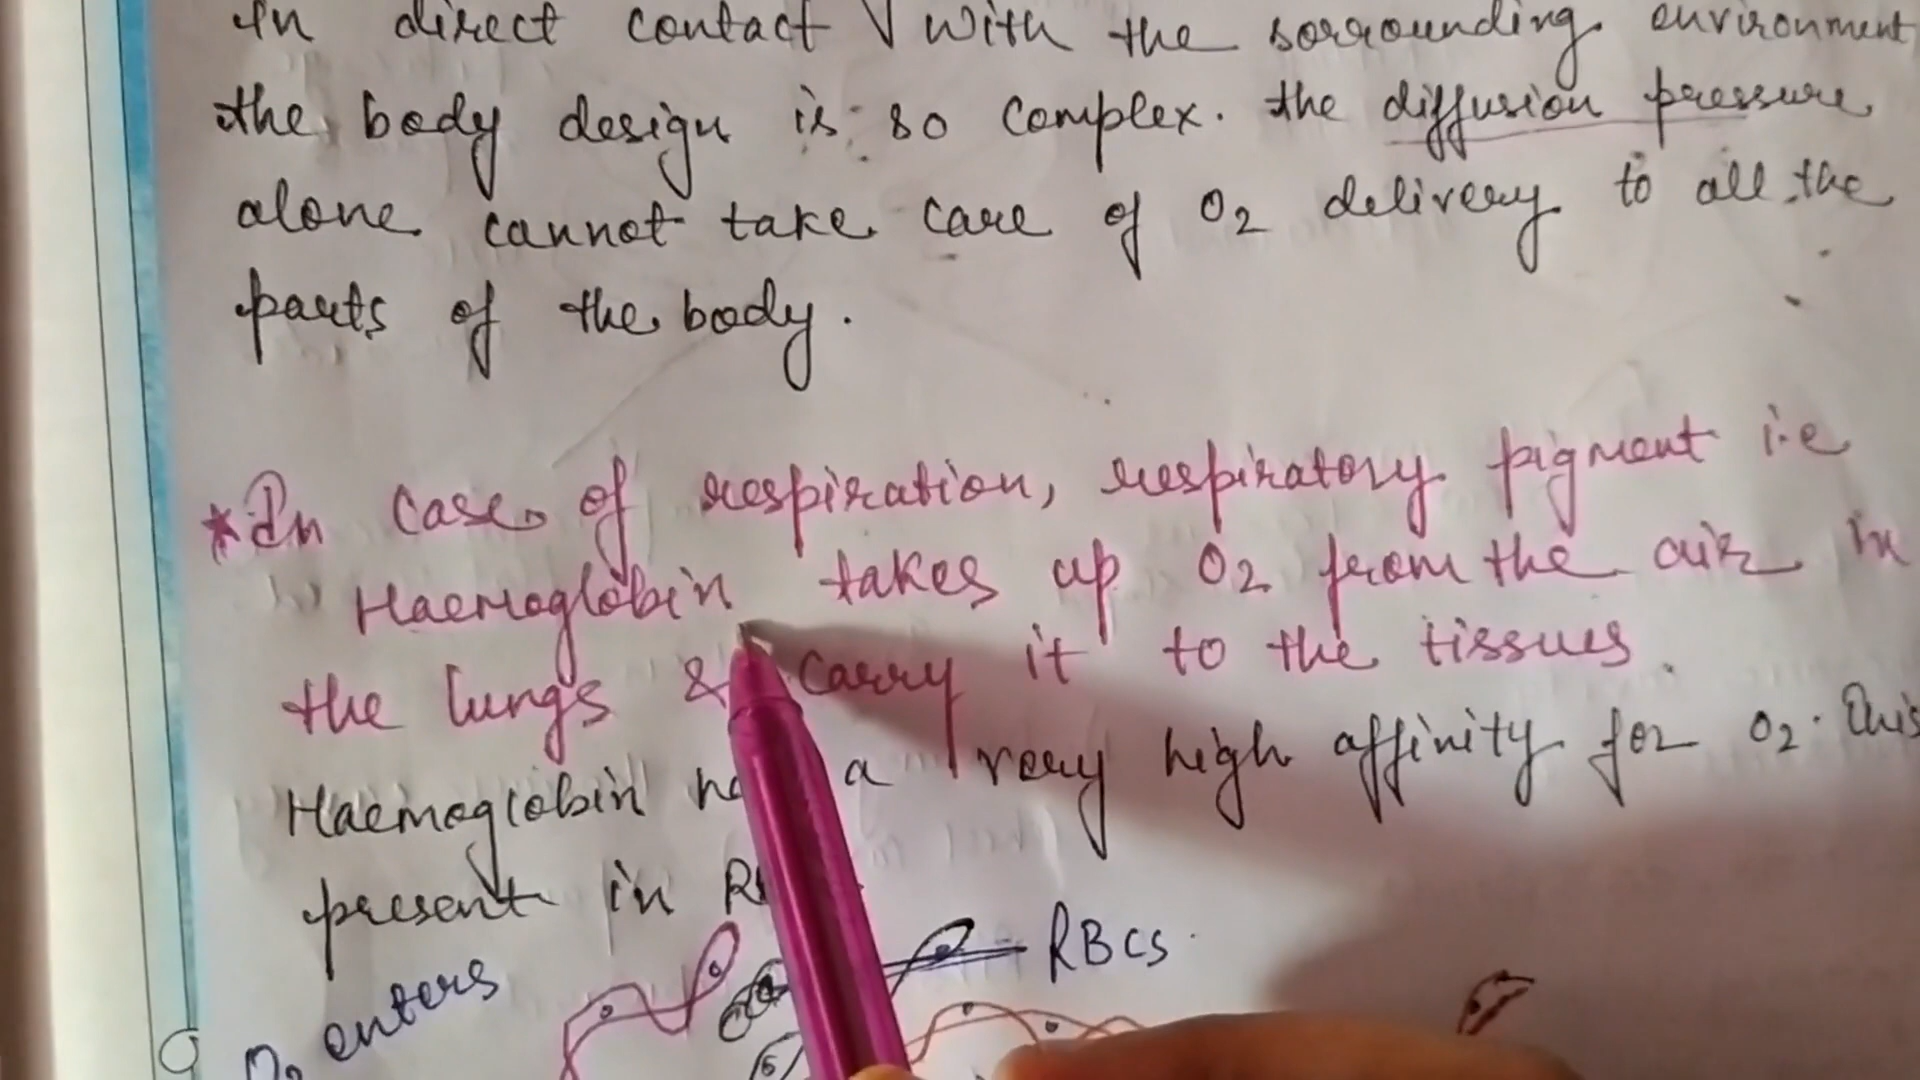 In direct contact √ with the sorrounding environment
the body design is so complex. the diffusion pressure
alone cannot take care of O2 delivery to all the
parts of the body.
*In case of respiration, respiratory pigment i.e
Haemoglobin takes up O2 from the air in
the lungs & carry it to the tissues.
Haemoglobin a very high affinity for O2. This
present in
RBCs
O2 enters